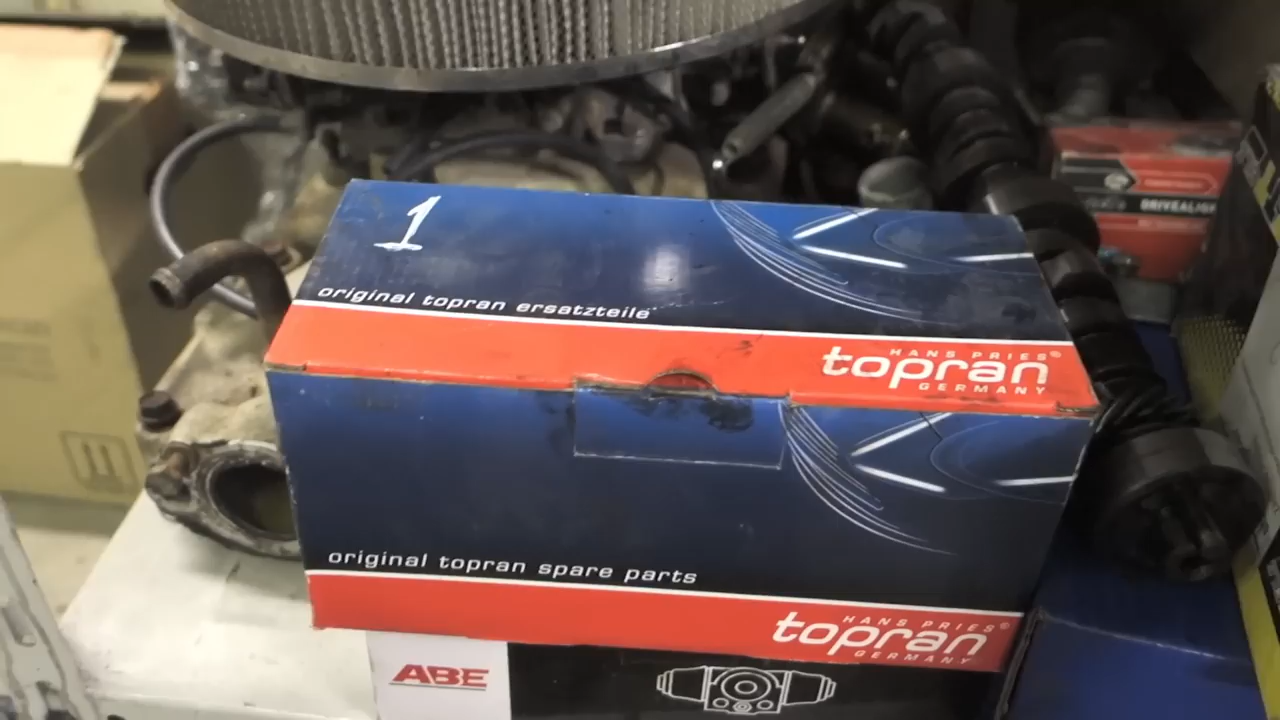 1
original topran ersatzteile
HANS PRIES®
topran
GERMANY
DRIVEALIGN
original topran spare parts
HANS PRIES®
topran
GERMANY
ABE